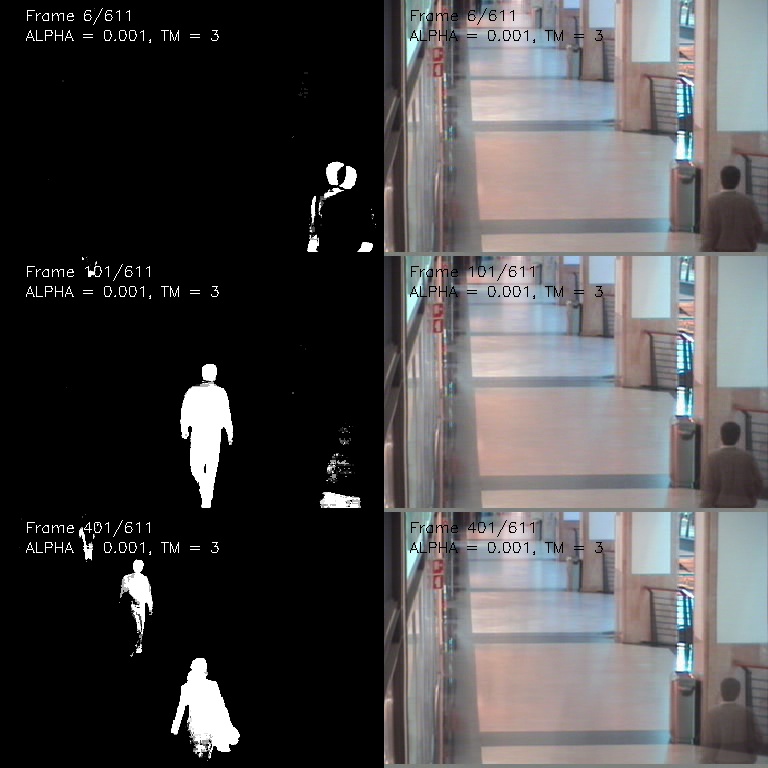 Frame 6/611
ALPHA = 0.001, TM = 3
Frame 6/611
ALPHA = 0.001, TM = 3
Frame 101/611
ALPHA = 0.001, TM = 3
Frame 101/611
ALPHA = 0.001, TM = 3
Frame 401/611
ALPHA = 0.001, TM = 3
Frame 401/611
ALPHA = 0.001, TM = 3